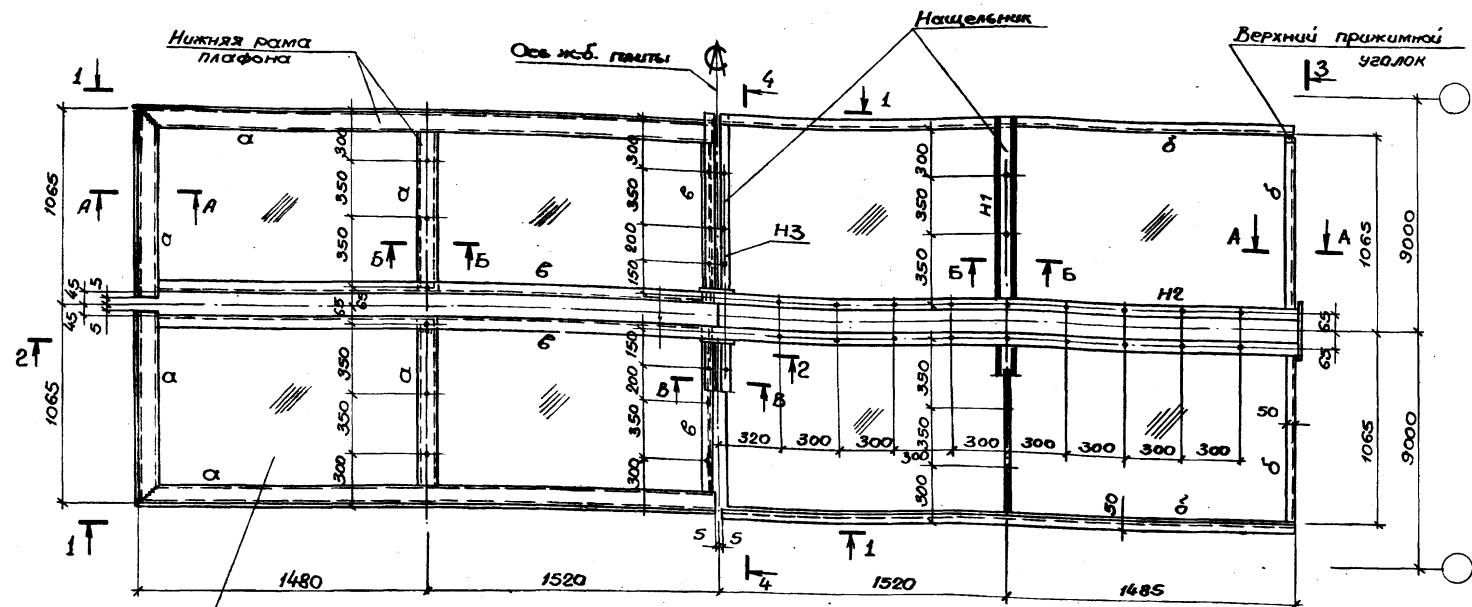 Нижняя рама
плафона
Ось ж.б. плиты
Нащельник
Верхний прижимной
уголок
1
4
1
3
300
350
350
65
65
350
350
300
300
350
200
150
150
200
350
300
300
350
350
350
350
300
300
1065
1065
45
5
45
5
А
А
а
а
а
а
а
а
Б
Б
б
б
в
в
Н3
Н1
Н2
б
б
б
б
Б
Б
А
А
1065
9000
65
65
1065
9000
2
2
В
В
320
300
300
300
300
300
300
300
50
50
1
5
5
1
4
1480
1520
1520
1485